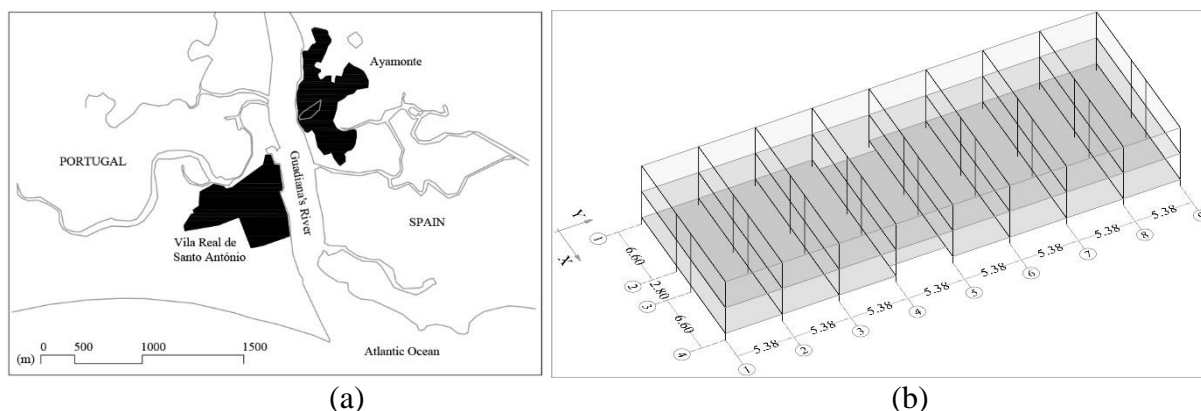 Ayamonte
PORTUGAL
Guadiana's River
SPAIN
Vila Real de
Santo António
0 500 1000 1500
(m)
Atlantic Ocean
(a)
Y
X
1
2
3
4
6.60
2.80
6.60
1
2
3
4
5
6
7
8
9
5.38
5.38
5.38
5.38
5.38
5.38
5.38
5.38
(b)